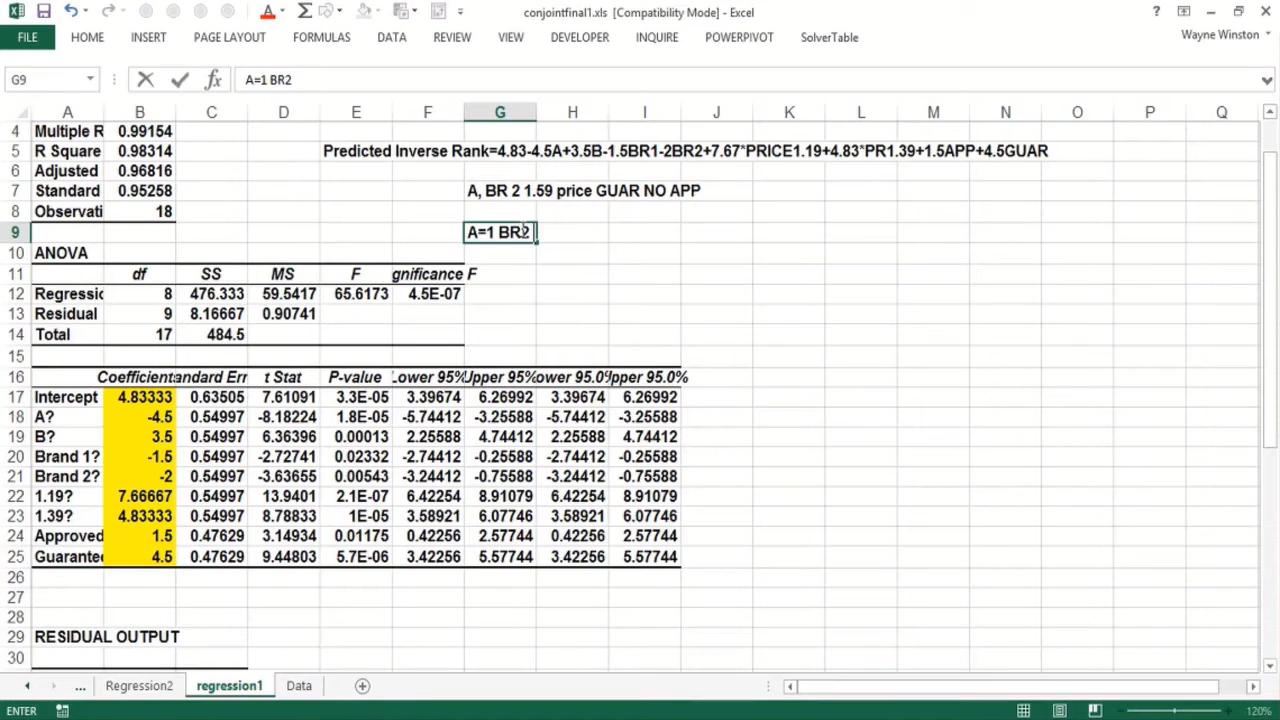 conjointfinal1.xls [Compatibility Mode] - Excel
FILE HOME INSERT PAGE LAYOUT FORMULAS DATA REVIEW VIEW DEVELOPER INQUIRE POWERPIVOT SolverTable Wayne Winston
G9 A=1 BR2
A B C D E F G H I J K L M N O P Q
4 Multiple R 0.99154
5 R Square 0.98314 Predicted Inverse Rank=4.83-4.5A+3.5B-1.5BR1-2BR2+7.67*PRICE1.19+4.83*PR1.39+1.5APP+4.5GUAR
6 Adjusted 0.96816
7 Standard 0.95258 A, BR 2 1.59 price GUAR NO APP
8 Observati 18
9 A=1 BR2
10 ANOVA
11 df SS MS F gnificance F
12 Regressio 8 476.333 59.5417 65.6173 4.5E-07
13 Residual 9 8.16667 0.90741
14 Total 17 484.5
15
16 Coefficients andard Err t Stat P-value Lower 95% Upper 95% ower 95.0% pper 95.0%
17 Intercept 4.83333 0.63505 7.61091 3.3E-05 3.39674 6.26992 3.39674 6.26992
18 A? -4.5 0.54997 -8.18224 1.8E-05 -5.74412 -3.25588 -5.74412 -3.25588
19 B? 3.5 0.54997 6.36396 0.00013 2.25588 4.74412 2.25588 4.74412
20 Brand 1? -1.5 0.54997 -2.72741 0.02332 -2.74412 -0.25588 -2.74412 -0.25588
21 Brand 2? -2 0.54997 -3.63655 0.00543 -3.24412 -0.75588 -3.24412 -0.75588
22 1.19? 7.66667 0.54997 13.9401 2.1E-07 6.42254 8.91079 6.42254 8.91079
23 1.39? 4.83333 0.54997 8.78833 1E-05 3.58921 6.07746 3.58921 6.07746
24 Approved 1.5 0.47629 3.14934 0.01175 0.42256 2.57744 0.42256 2.57744
25 Guarante 4.5 0.47629 9.44803 5.7E-06 3.42256 5.57744 3.42256 5.57744
26
27
28
29 RESIDUAL OUTPUT
30
... Regression2 regression1 Data
ENTER 120%